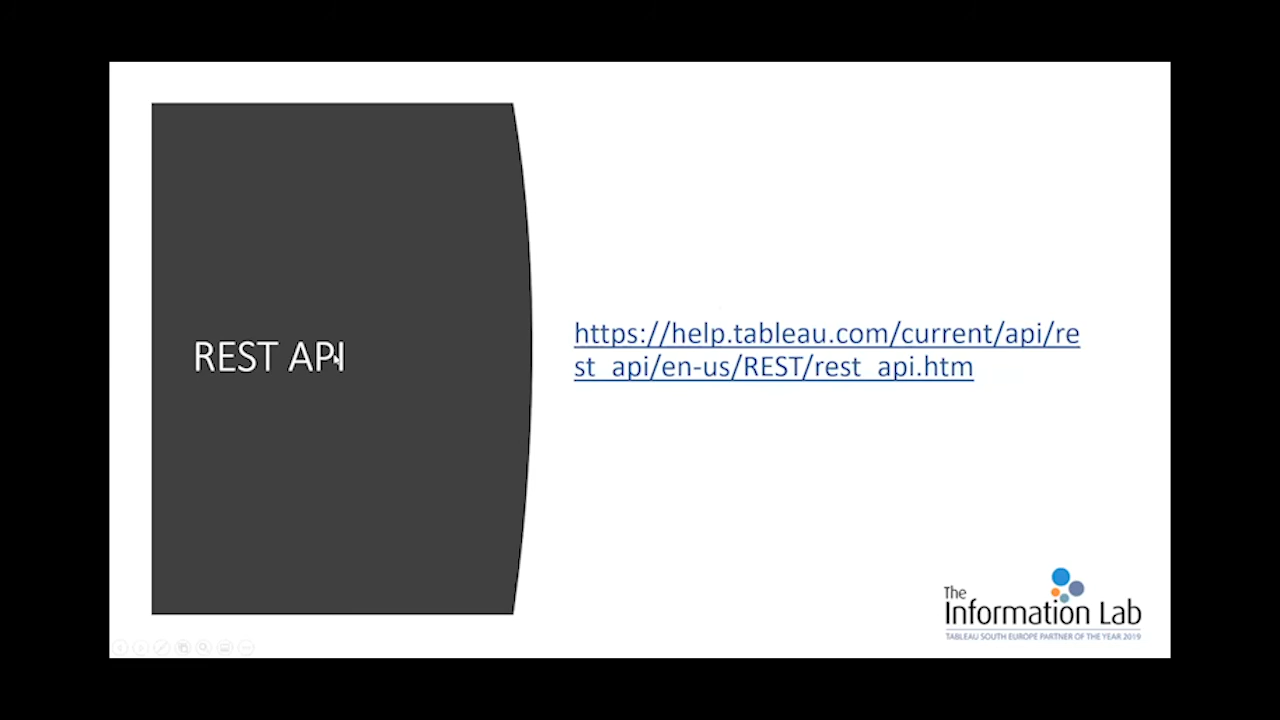 REST API
https://help.tableau.com/current/api/re
st_api/en-us/REST/rest_api.htm
The
Information Lab
TABLEAU SOUTH EUROPE PARTNER OF THE YEAR 2019